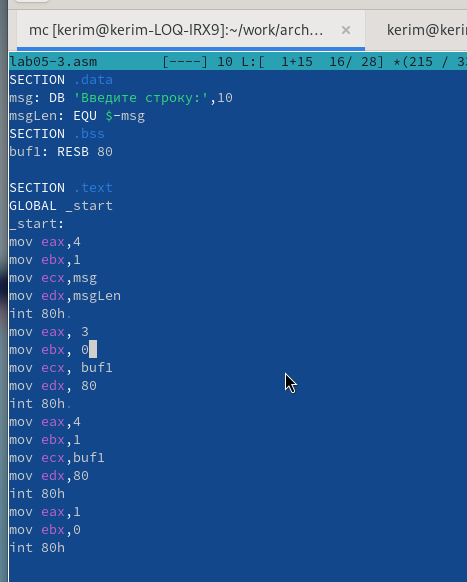 mc [kerim@kerim-LOQ-IRX9]:~/work/arch… × kerim@keri
lab05-3.asm [----] 10 L:[ 1+15 16/ 28] *(215 / 3
SECTION .data
msg: DB 'Введите строку:',10
msgLen: EQU $-msg
SECTION .bss
buf1: RESB 80
SECTION .text
GLOBAL _start
_start:
mov eax,4
mov ebx,1
mov ecx,msg
mov edx,msgLen
int 80h.
mov eax, 3
mov ebx, 0
mov ecx, buf1
mov edx, 80
int 80h.
mov eax,4
mov ebx,1
mov ecx,buf1
mov edx,80
int 80h
mov eax,1
mov ebx,0
int 80h